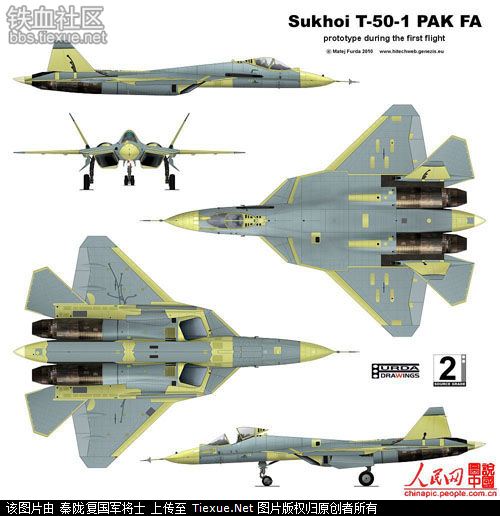 铁血社区
bbs.tiexue.net
Sukhoi T-50-1 PAK FA
prototype during the first flight
© Matej Furda 2010 www.hitechweb.genezis.eu
FURDA
DRAWINGS
2
SOURCE GRADE
人民网
图说中国
chinapic.people.com.cn
该图片由 秦陇复国军将士 上传至 Tiexue.Net 图片版权归原创者所有